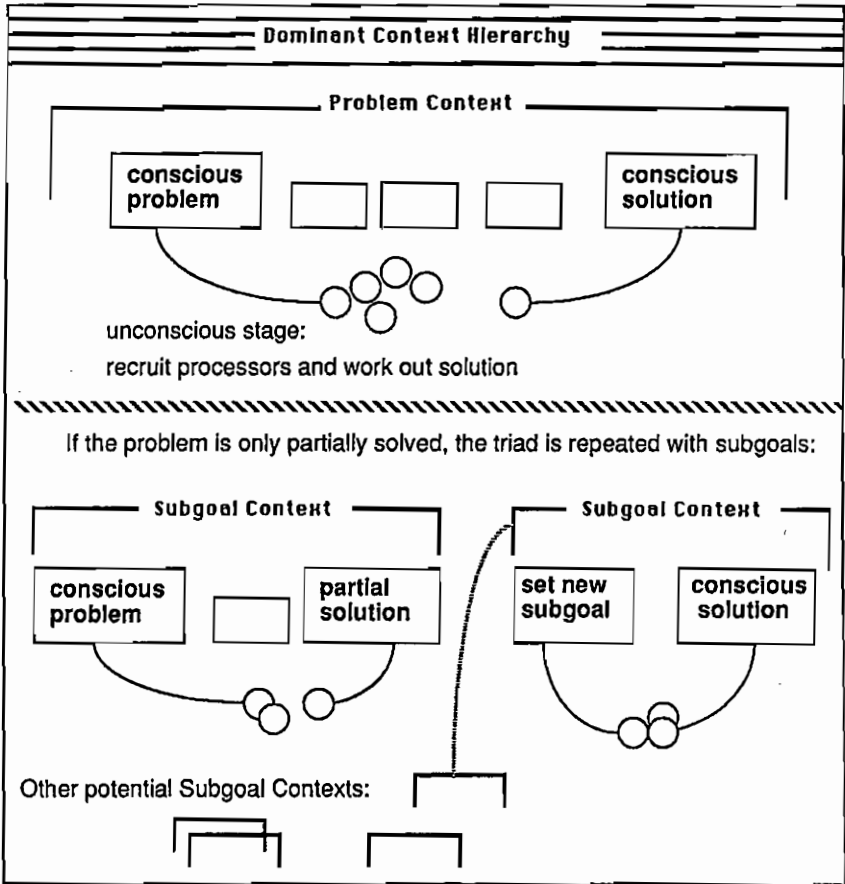 Dominant Context Hierarchy
Problem Context
conscious
problem
conscious
solution
unconscious stage:
recruit processors and work out solution
If the problem is only partially solved, the triad is repeated with subgoals:
Subgoal Context
Subgoal Context
conscious
problem
partial
solution
set new
subgoal
conscious
solution
Other potential Subgoal Contexts: